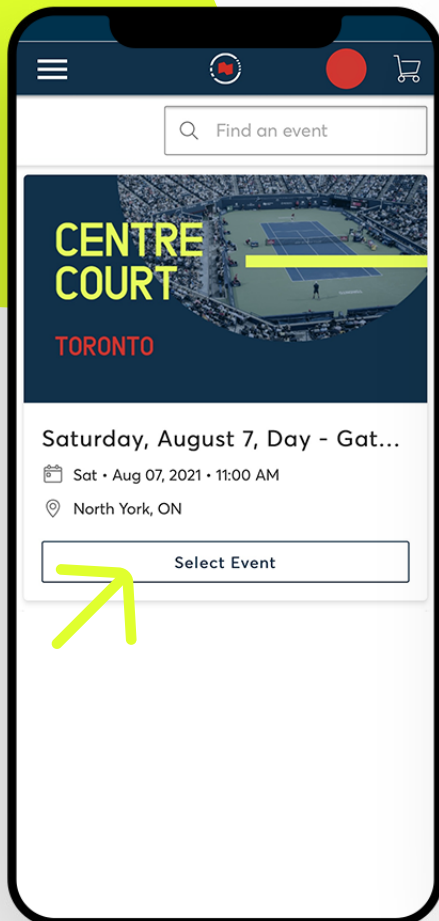 Find an event
CENTRE
COURT
TORONTO
Saturday, August 7, Day - Gat...
Sat • Aug 07, 2021 • 11:00 AM
North York, ON
Select Event